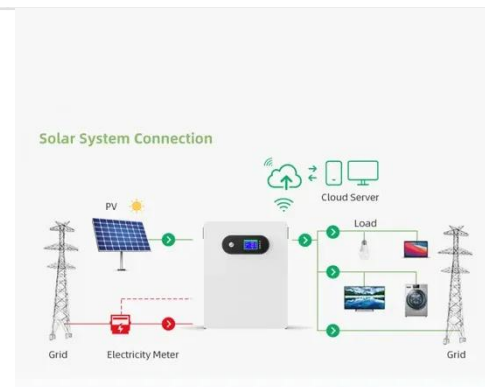 Solar System Connection
Cloud Server
PV
Load
Grid
Electricity Meter
Grid